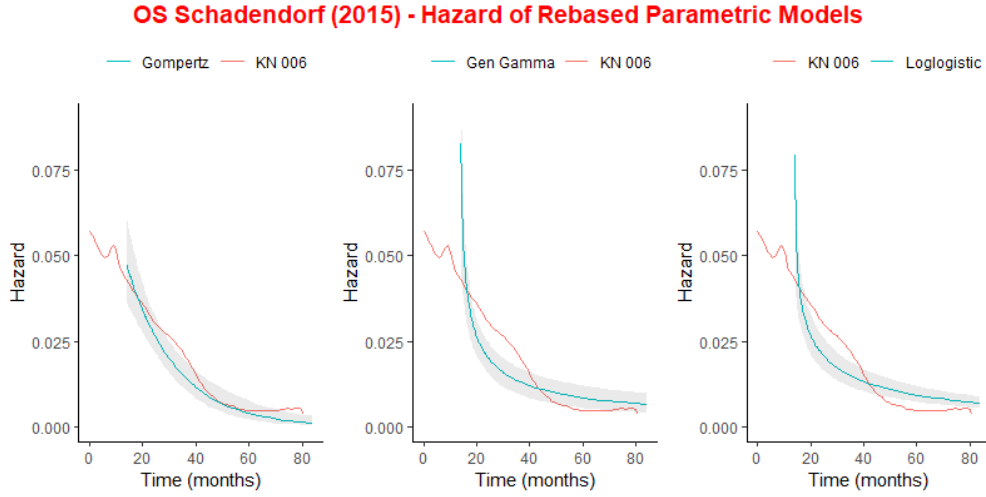 OS Schadendorf (2015) - Hazard of Rebased Parametric Models
Gompertz KN 006
Gen Gamma KN 006
KN 006 Loglogistic
Hazard
0.075
0.050
0.025
0.000
0 20 40 60 80
Time (months)
Hazard
0.075
0.050
0.025
0.000
0 20 40 60 80
Time (months)
Hazard
0.075
0.050
0.025
0.000
0 20 40 60 80
Time (months)